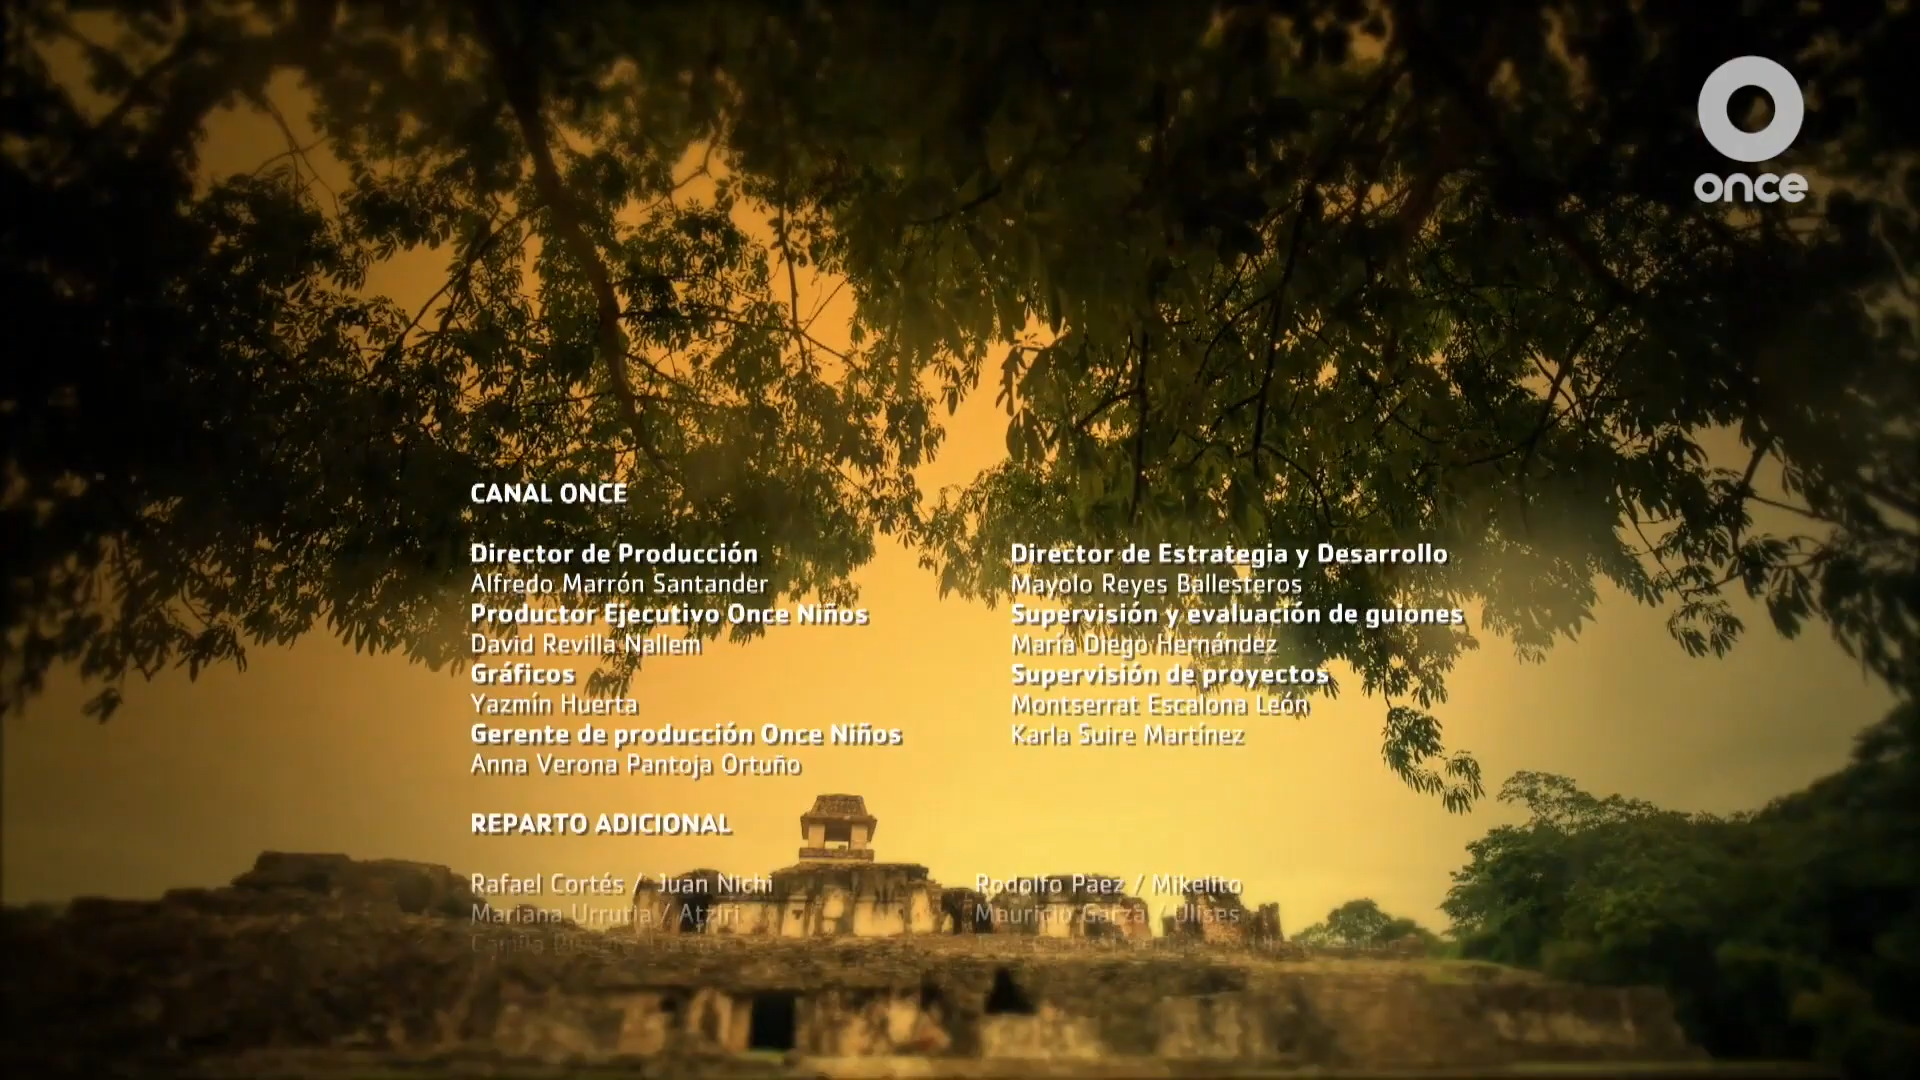 once
CANAL ONCE
Director de Producción
Alfredo Marrón Santander
Productor Ejecutivo Once Niños
David Revilla Nallem
Gráficos
Yazmín Huerta
Gerente de producción Once Niños
Anna Verona Pantoja Ortuño
Director de Estrategia y Desarrollo
Mayolo Reyes Ballesteros
Supervisión y evaluación de guiones
María Diego Hernández
Supervisión de proyectos
Montserrat Escalona León
Karla Suire Martínez
REPARTO ADICIONAL
Rafael Cortés / Juan Nichi
Mariana Urrutia / Atziri
Camila
Rodolfo Paez / Mikelito
Mauricio Garza / Ulises